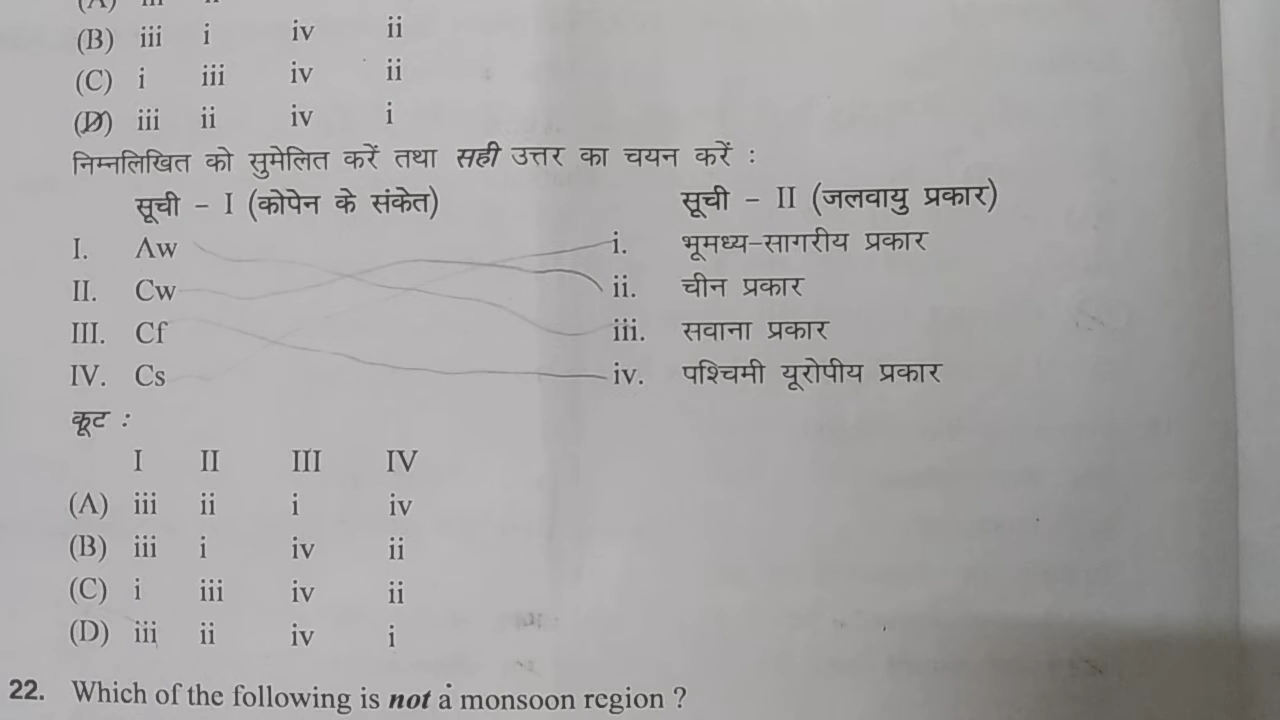 (A) iii ii
(B) iii i iv ii
(C) i iii iv ii
(D) iii ii iv i
निम्नलिखित को सुमेलित करें तथा सही उत्तर का चयन करें :
सूची – I (कोपेन के संकेत) सूची – II (जलवायु प्रकार)
I. Aw i. भूमध्य-सागरीय प्रकार
II. Cw ii. चीन प्रकार
III. Cf iii. सवाना प्रकार
IV. Cs iv. पश्चिमी यूरोपीय प्रकार
कूट :
I II III IV
(A) iii ii i iv
(B) iii i iv ii
(C) i iii iv ii
(D) iii ii iv i
22. Which of the following is not a monsoon region ?